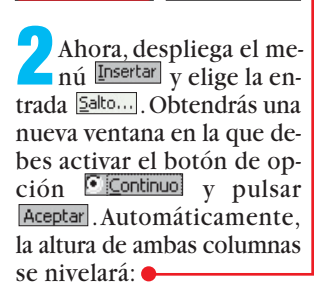 2 Ahora, despliega el me-
nú Insertar y elige la en-
trada Salto... . Obtendrás una
nueva ventana en la que de-
bes activar el botón de op-
ción Continuo y pulsar
Aceptar . Automáticamente,
la altura de ambas columnas
se nivelará: